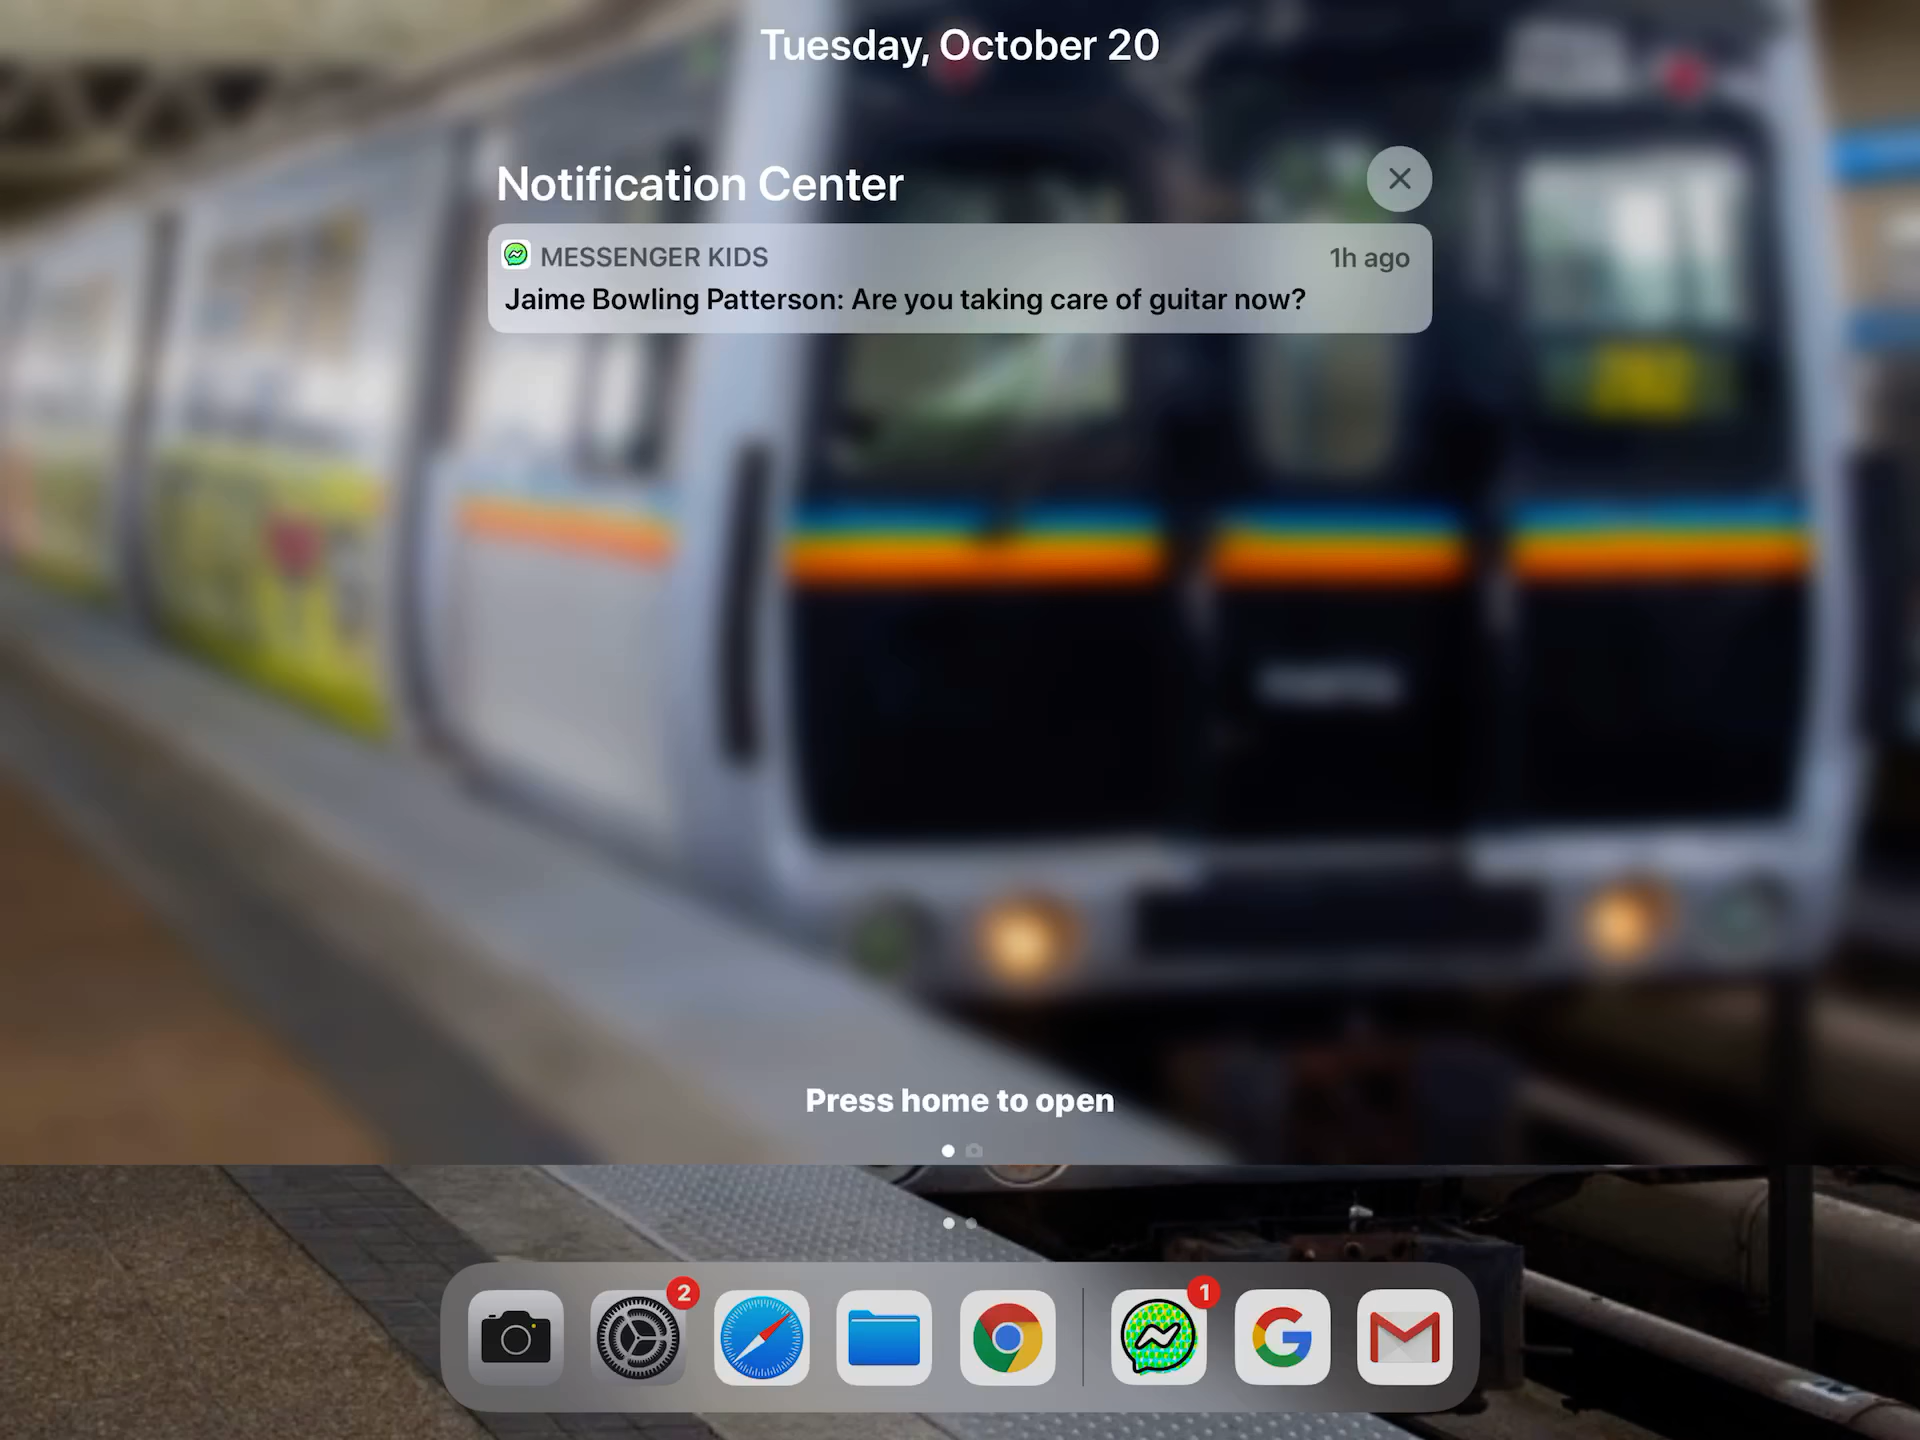 Tuesday, October 20
Notification Center
MESSENGER KIDS
1h ago
Jaime Bowling Patterson: Are you taking care of guitar now?
Press home to open
2
1